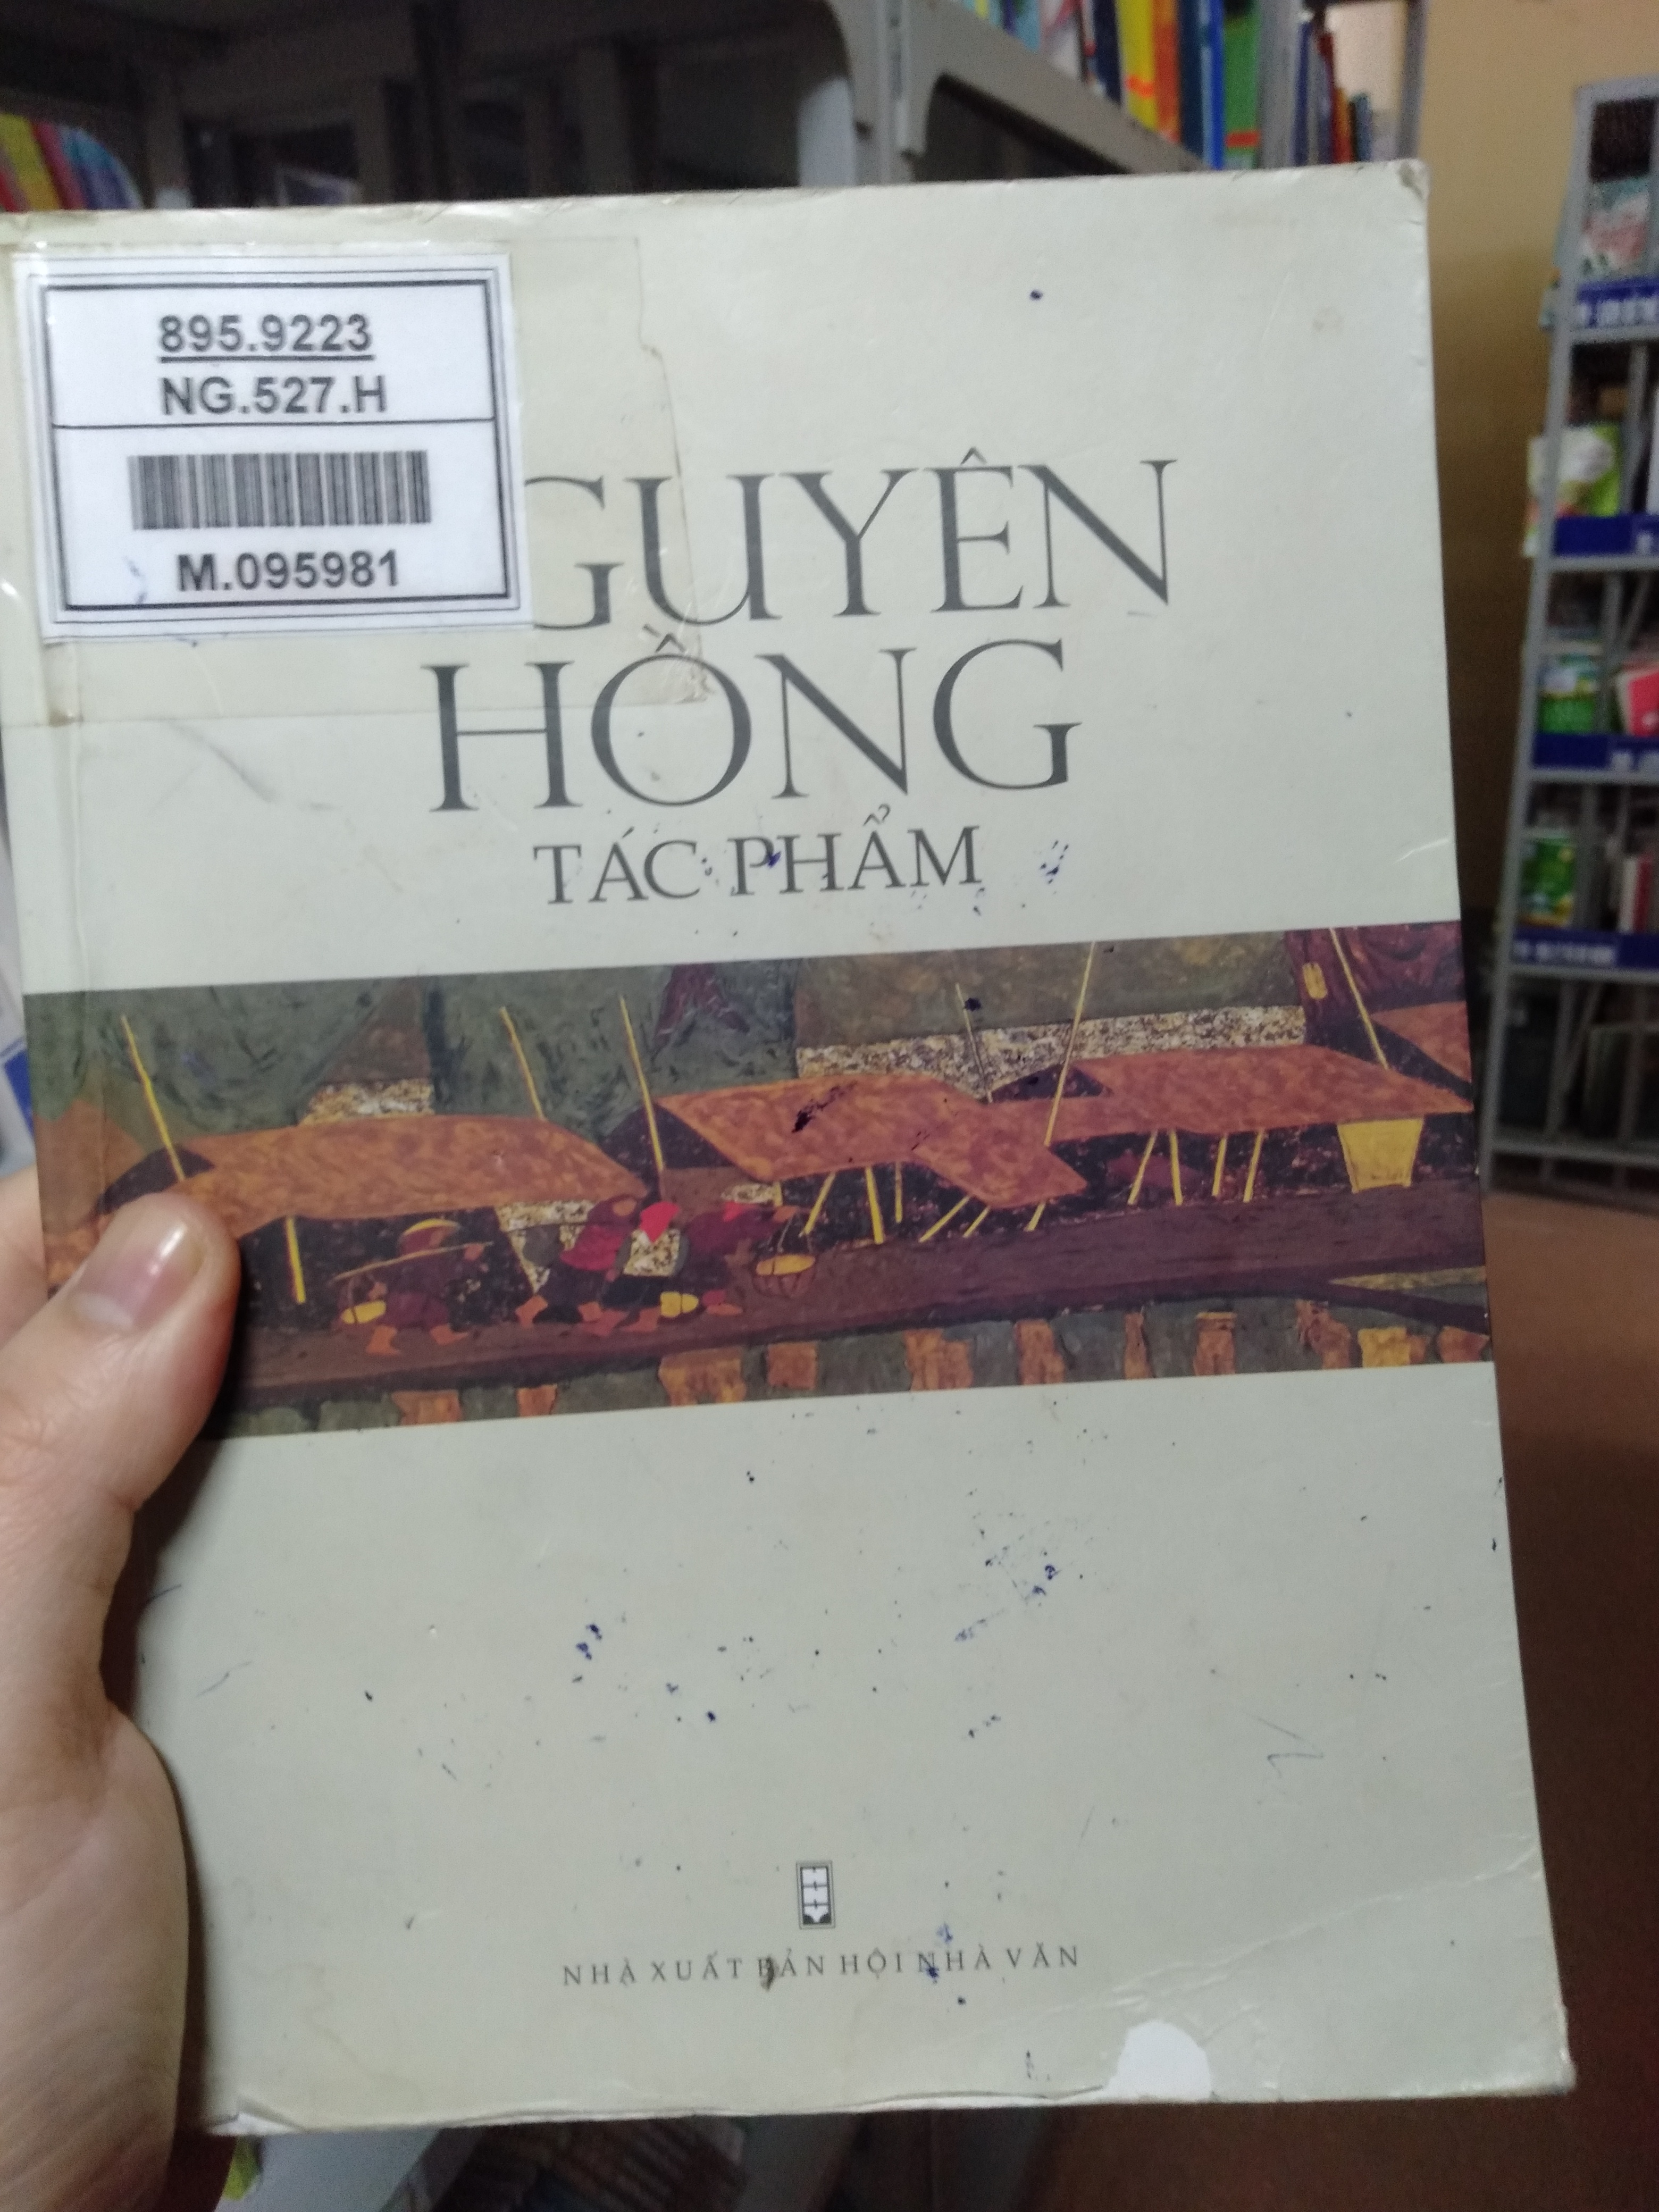 895.9223
NG.527.H
M.095981
GUYÊN
HỒNG
TÁC PHẨM
NHÀ XUẤT BẢN HỘI NHÀ VĂN